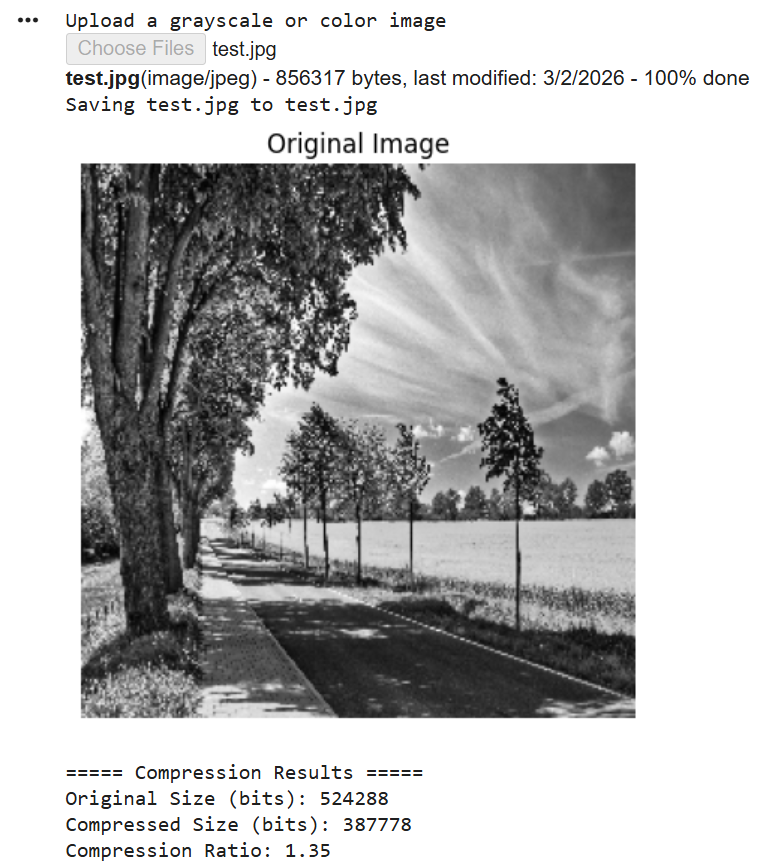 Upload a grayscale or color image
Choose Files test.jpg
test.jpg(image/jpeg) - 856317 bytes, last modified: 3/2/2026 - 100% done
Saving test.jpg to test.jpg
Original Image
===== Compression Results =====
Original Size (bits): 524288
Compressed Size (bits): 387778
Compression Ratio: 1.35